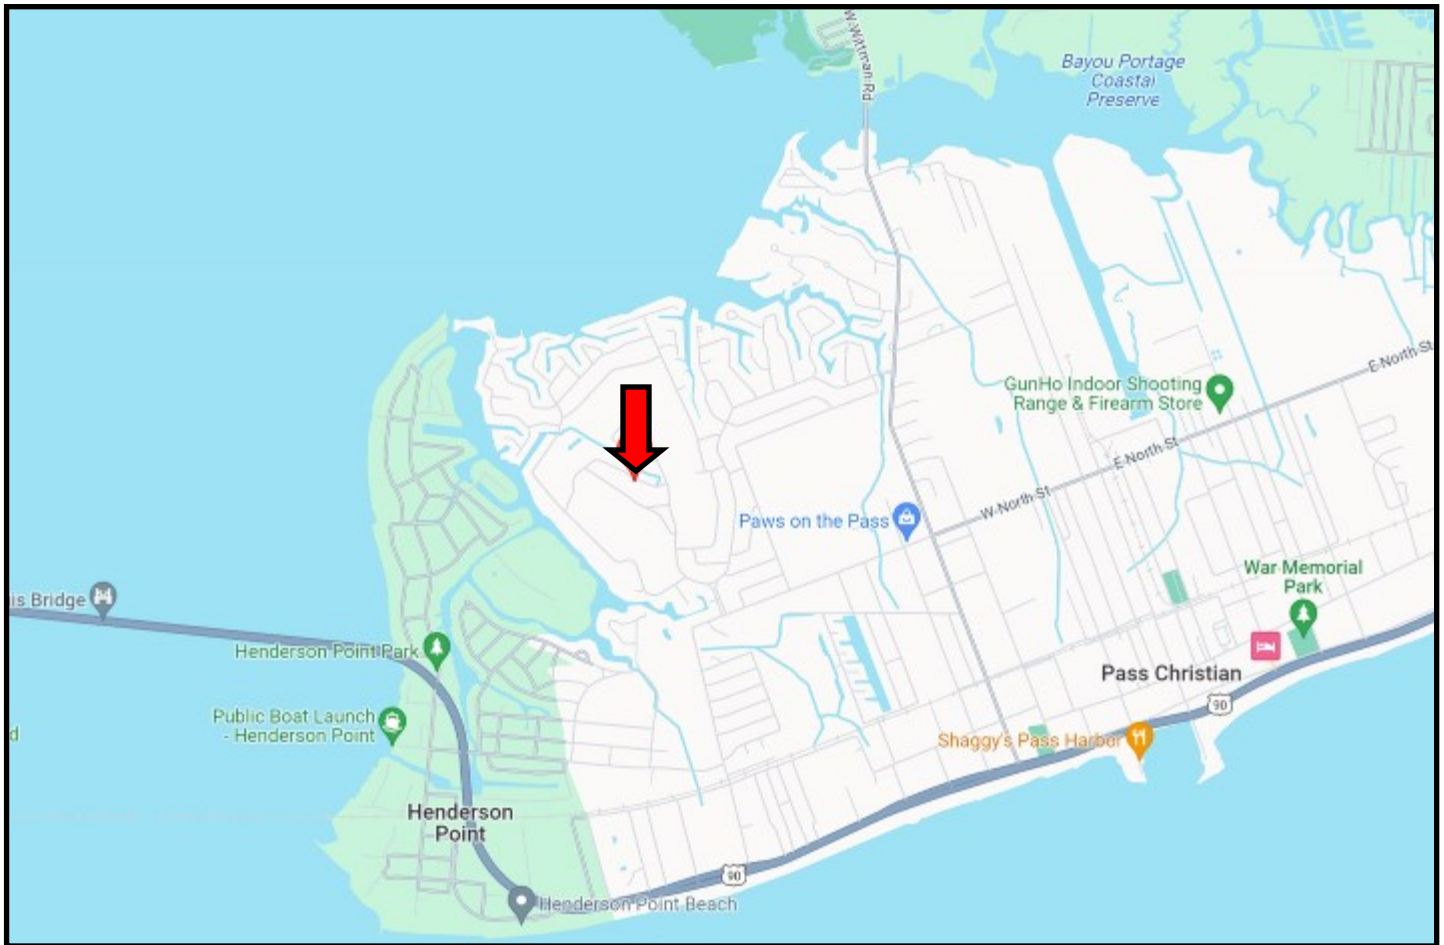 W Wittman Rd
Bayou Portage
Coastal
Preserve
E North St
GunHo Indoor Shooting
Range & Firearm Store
E North St
W North St
Paws on the Pass
War Memorial
Park
is Bridge
Henderson Point Park
Pass Christian
90
Public Boat Launch
- Henderson Point
d
Shaggy's Pass Harbor
Henderson
Point
90
Henderson Point Beach